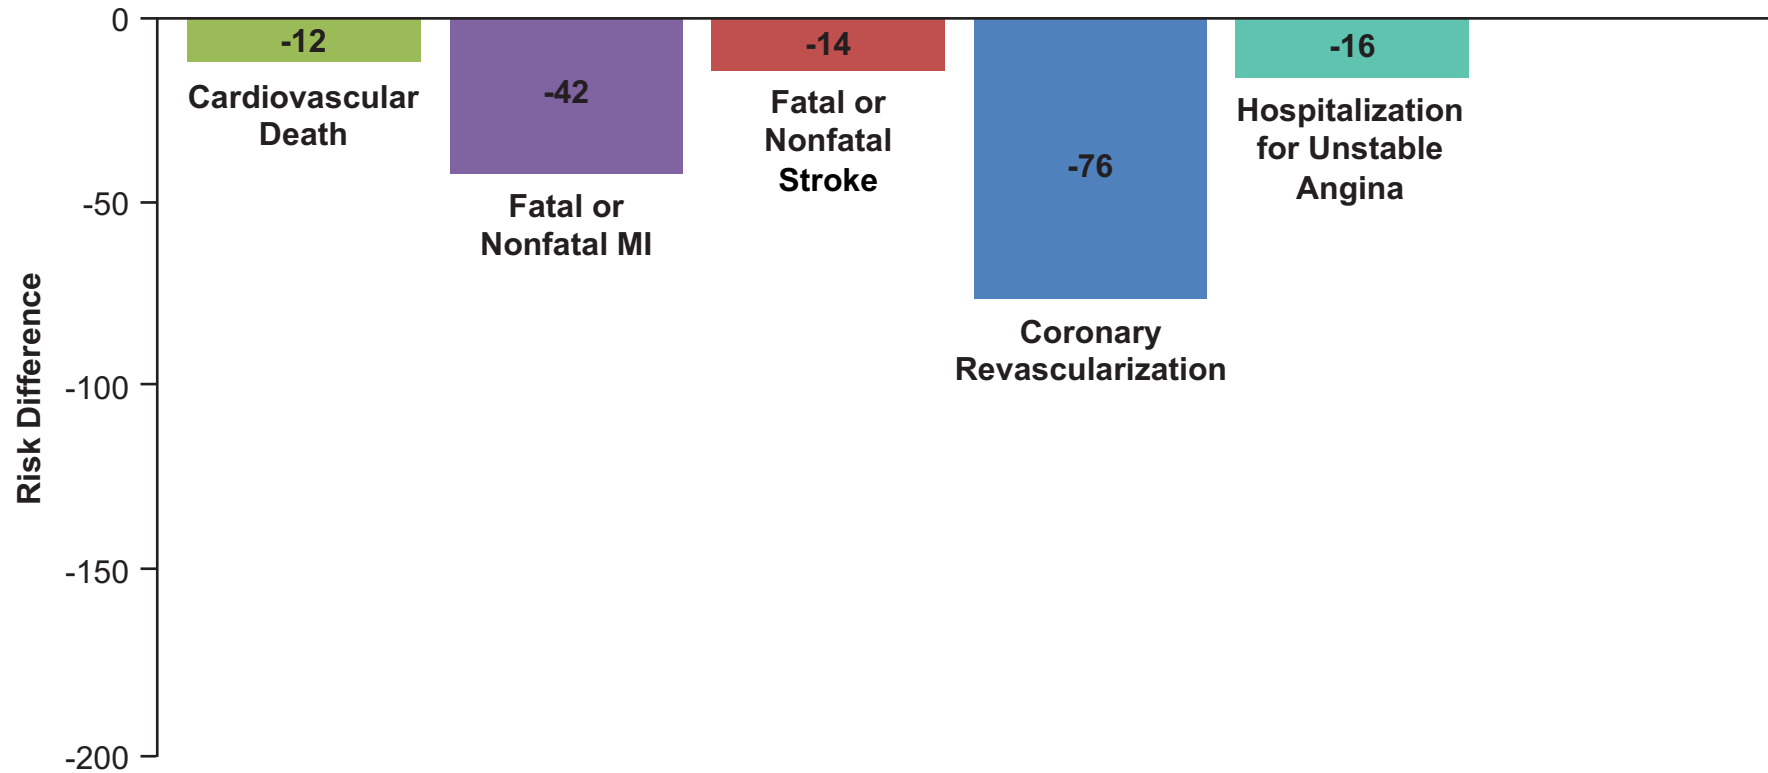 Risk Difference
0
-50
-100
-150
-200
-12
Cardiovascular
Death
-42
Fatal or
Nonfatal MI
-14
Fatal or
Nonfatal
Stroke
-76
Coronary
Revascularization
-16
Hospitalization
for Unstable
Angina